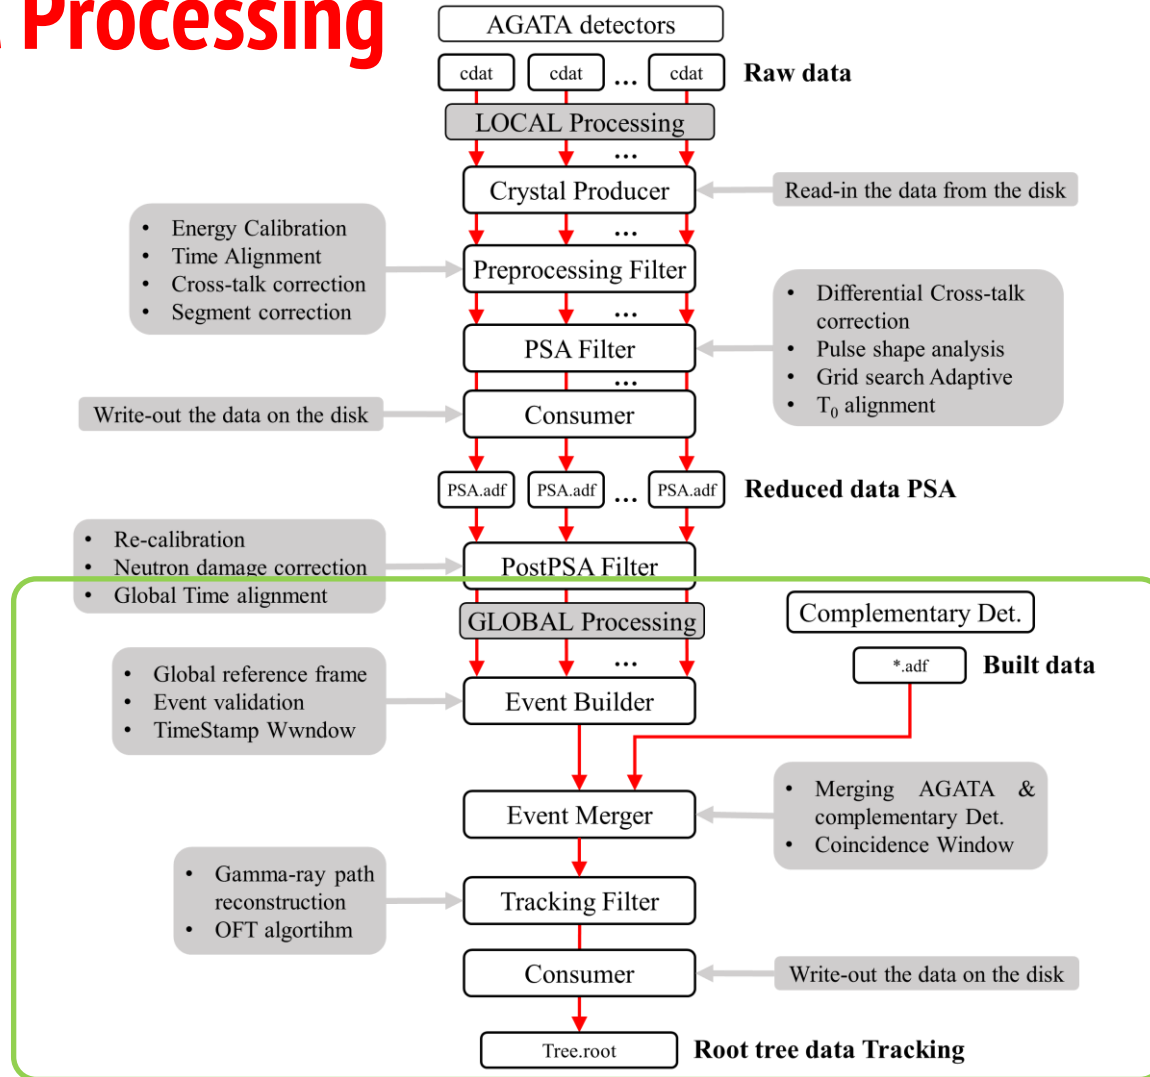 Processing
AGATA detectors
cdat
cdat
...
cdat
Raw data
LOCAL Processing
...
Crystal Producer
Read-in the data from the disk
...
• Energy Calibration
• Time Alignment
• Cross-talk correction
• Segment correction
Preprocessing Filter
...
• Differential Cross-talk
correction
• Pulse shape analysis
• Grid search Adaptive
• T0 alignment
PSA Filter
...
Write-out the data on the disk
Consumer
PSA.adf
PSA.adf
...
PSA.adf
Reduced data PSA
• Re-calibration
• Neutron damage correction
• Global Time alignment
PostPSA Filter
GLOBAL Processing
...
Complementary Det.
*.adf
Built data
• Global reference frame
• Event validation
• TimeStamp Wwndow
Event Builder
Event Merger
• Merging AGATA &
complementary Det.
• Coincidence Window
• Gamma-ray path
reconstruction
• OFT algortihm
Tracking Filter
Consumer
Write-out the data on the disk
Tree.root
Root tree data Tracking